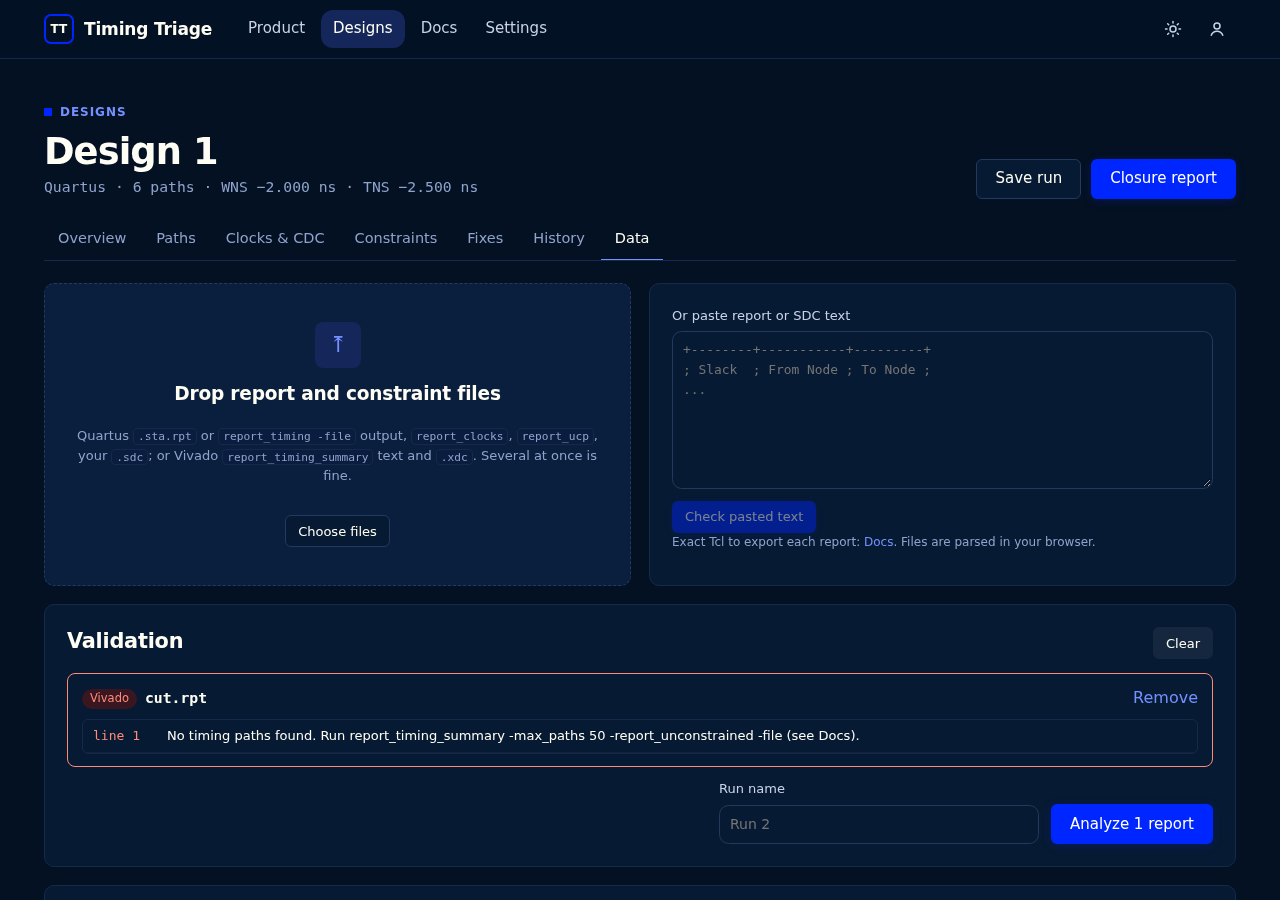 TT Timing Triage Product Designs Docs Settings
DESIGNS
Design 1
Quartus · 6 paths · WNS −2.000 ns · TNS −2.500 ns
Save run Closure report
Overview Paths Clocks & CDC Constraints Fixes History Data
Drop report and constraint files
Quartus .sta.rpt or report_timing -file output, report_clocks, report_ucp,
your .sdc; or Vivado report_timing_summary text and .xdc. Several at once is
fine.
Choose files
Or paste report or SDC text
+--------+-----------+---------+
; Slack  ; From Node ; To Node ;
...
Check pasted text
Exact Tcl to export each report: Docs. Files are parsed in your browser.
Validation
Clear
Vivado cut.rpt Remove
line 1 No timing paths found. Run report_timing_summary -max_paths 50 -report_unconstrained -file (see Docs).
Run name
Run 2
Analyze 1 report